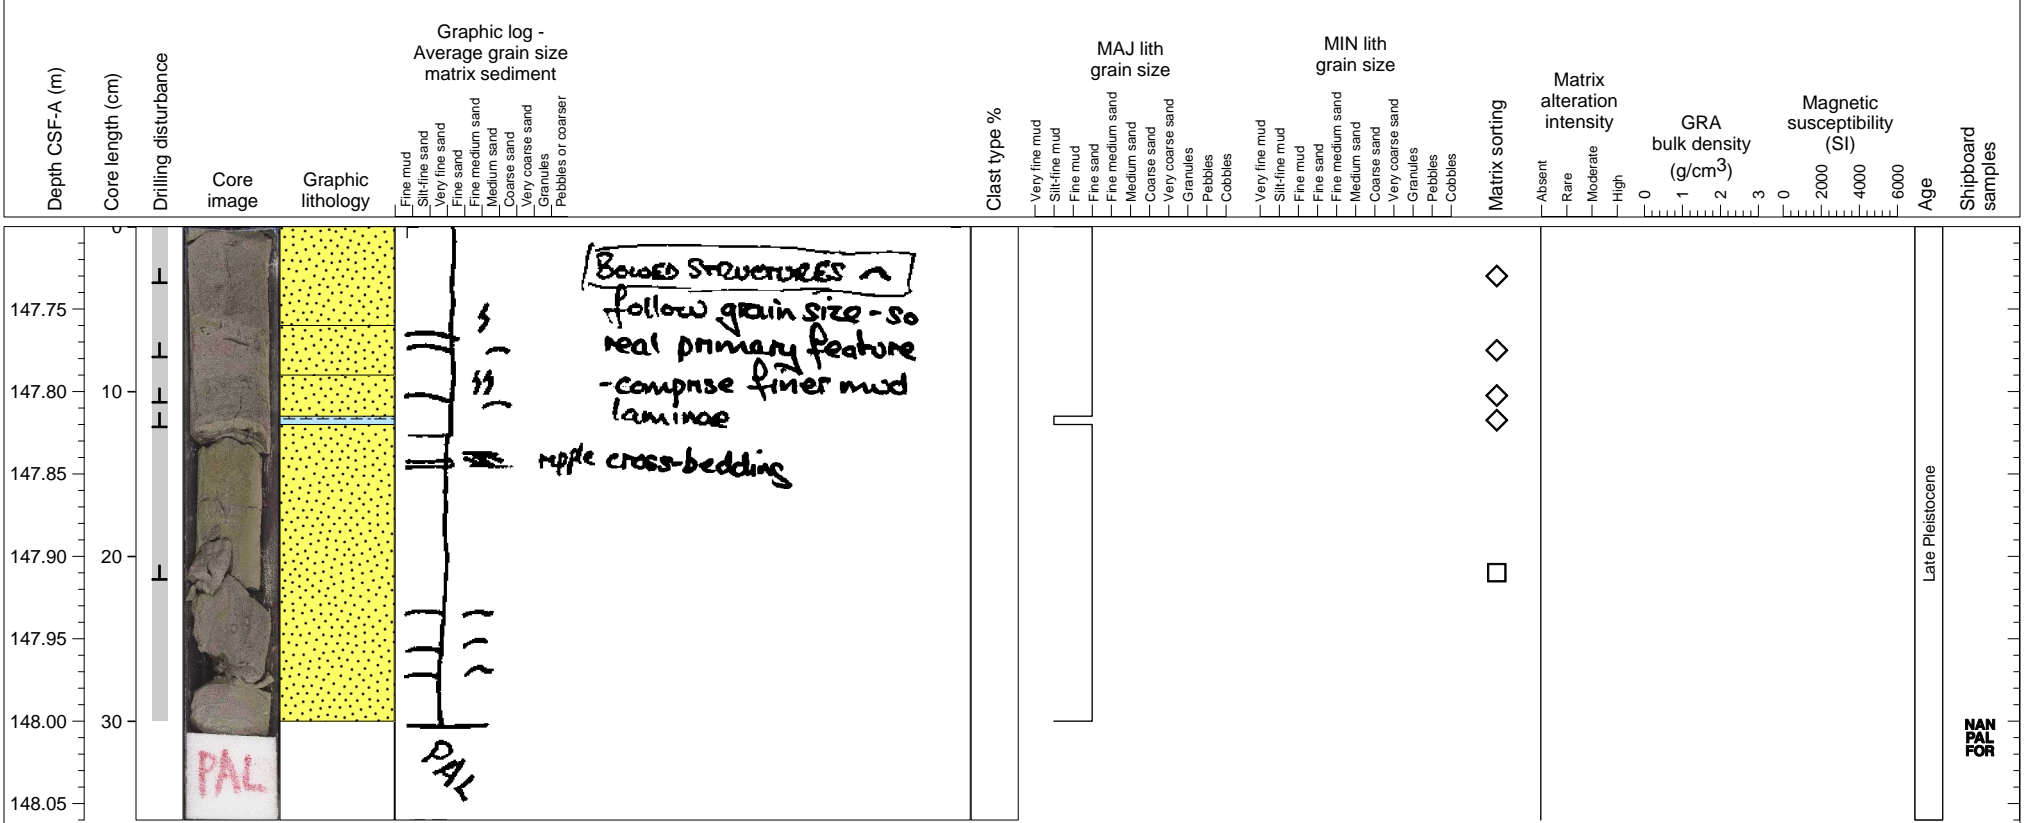 Depth CSF-A (m)
Core length (cm)
Drilling disturbance
Core
image
Graphic
lithology
Graphic log -
Average grain size
matrix sediment
Fine mud
Silt-fine sand
Very fine sand
Fine sand
Fine medium sand
Medium sand
Coarse sand
Very coarse sand
Granules
Pebbles or coarser
Clast type %
MAJ lith
grain size
Very fine mud
Silt-fine mud
Fine mud
Fine sand
Fine medium sand
Medium sand
Coarse sand
Very coarse sand
Granules
Pebbles
Cobbles
MIN lith
grain size
Very fine mud
Silt-fine mud
Fine mud
Fine sand
Fine medium sand
Medium sand
Coarse sand
Very coarse sand
Granules
Pebbles
Cobbles
Matrix sorting
Matrix
alteration
intensity
Absent
Rare
Moderate
High
GRA
bulk density
(g/cm3)
0 1 2 3
Magnetic
susceptibility
(SI)
0 2000 4000 6000
Age
Shipboard
samples
0
147.75
147.80 10
147.85
147.90 20
147.95
148.00 30
148.05
BOWED STRUCTURES
follow grain size - so
real primary feature
- comprise finer mud
laminae
ripple cross-bedding
PAL
PAL
Late Pleistocene
NAN
PAL
FOR